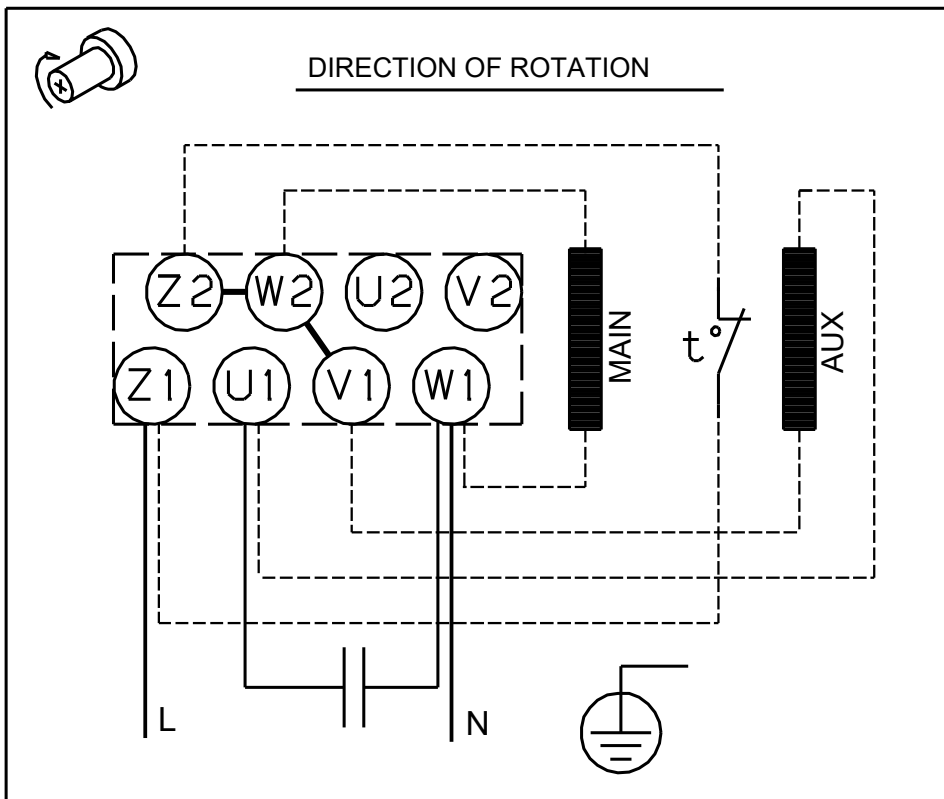 DIRECTION OF ROTATION
Z2 W2 U2 V2
Z1 U1 V1 W1
MAIN
t°
AUX
L
N